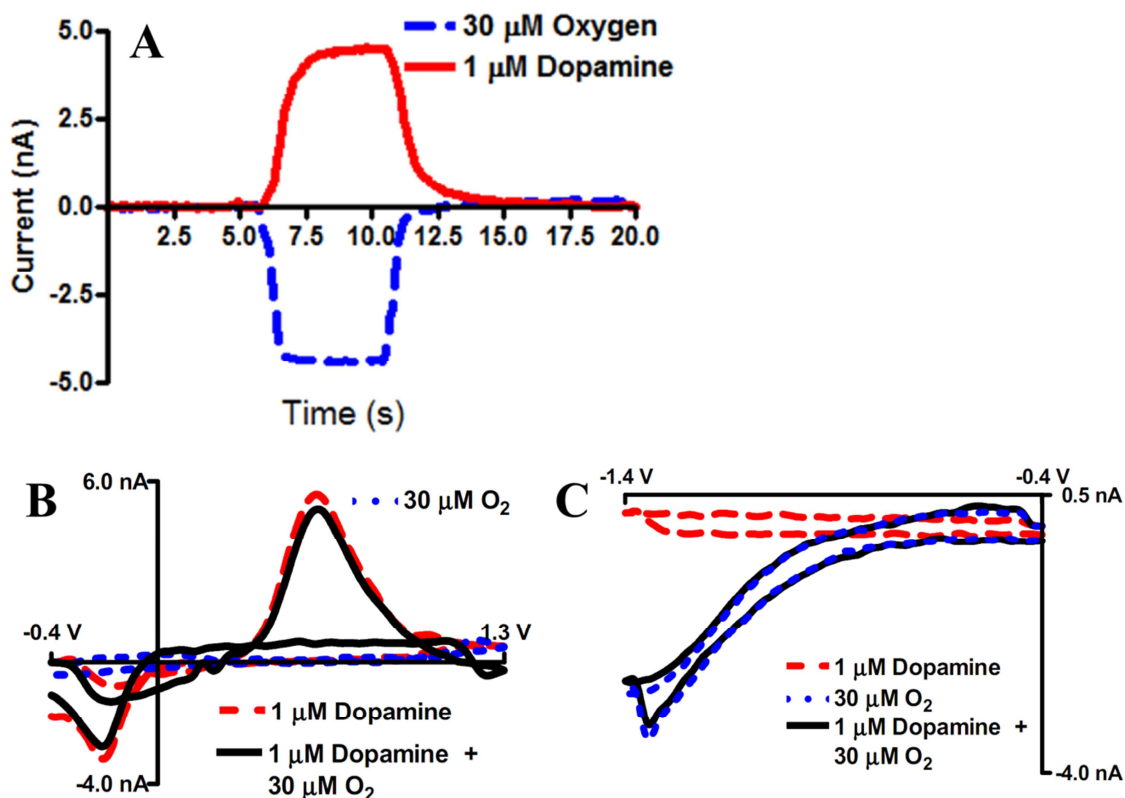 A
30 µM Oxygen
1 µM Dopamine
Current (nA)
5.0
2.5
0.0
-2.5
-5.0
2.5 5.0 7.5 10.0 12.5 15.0 17.5 20.0
Time (s)
B
6.0 nA
30 µM O₂
-0.4 V
1.3 V
1 µM Dopamine
1 µM Dopamine +
30 µM O₂
-4.0 nA
C
-1.4 V
-0.4 V
0.5 nA
1 µM Dopamine
30 µM O₂
1 µM Dopamine +
30 µM O₂
-4.0 nA